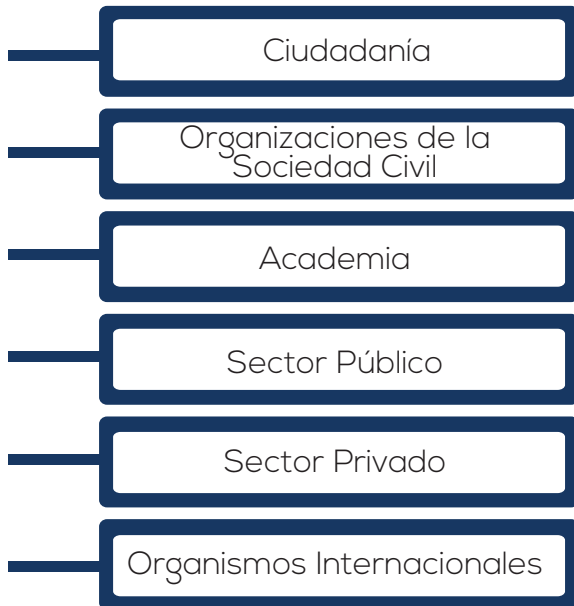 Ciudadanía
Organizaciones de la
Sociedad Civil
Academia
Sector Público
Sector Privado
Organismos Internacionales